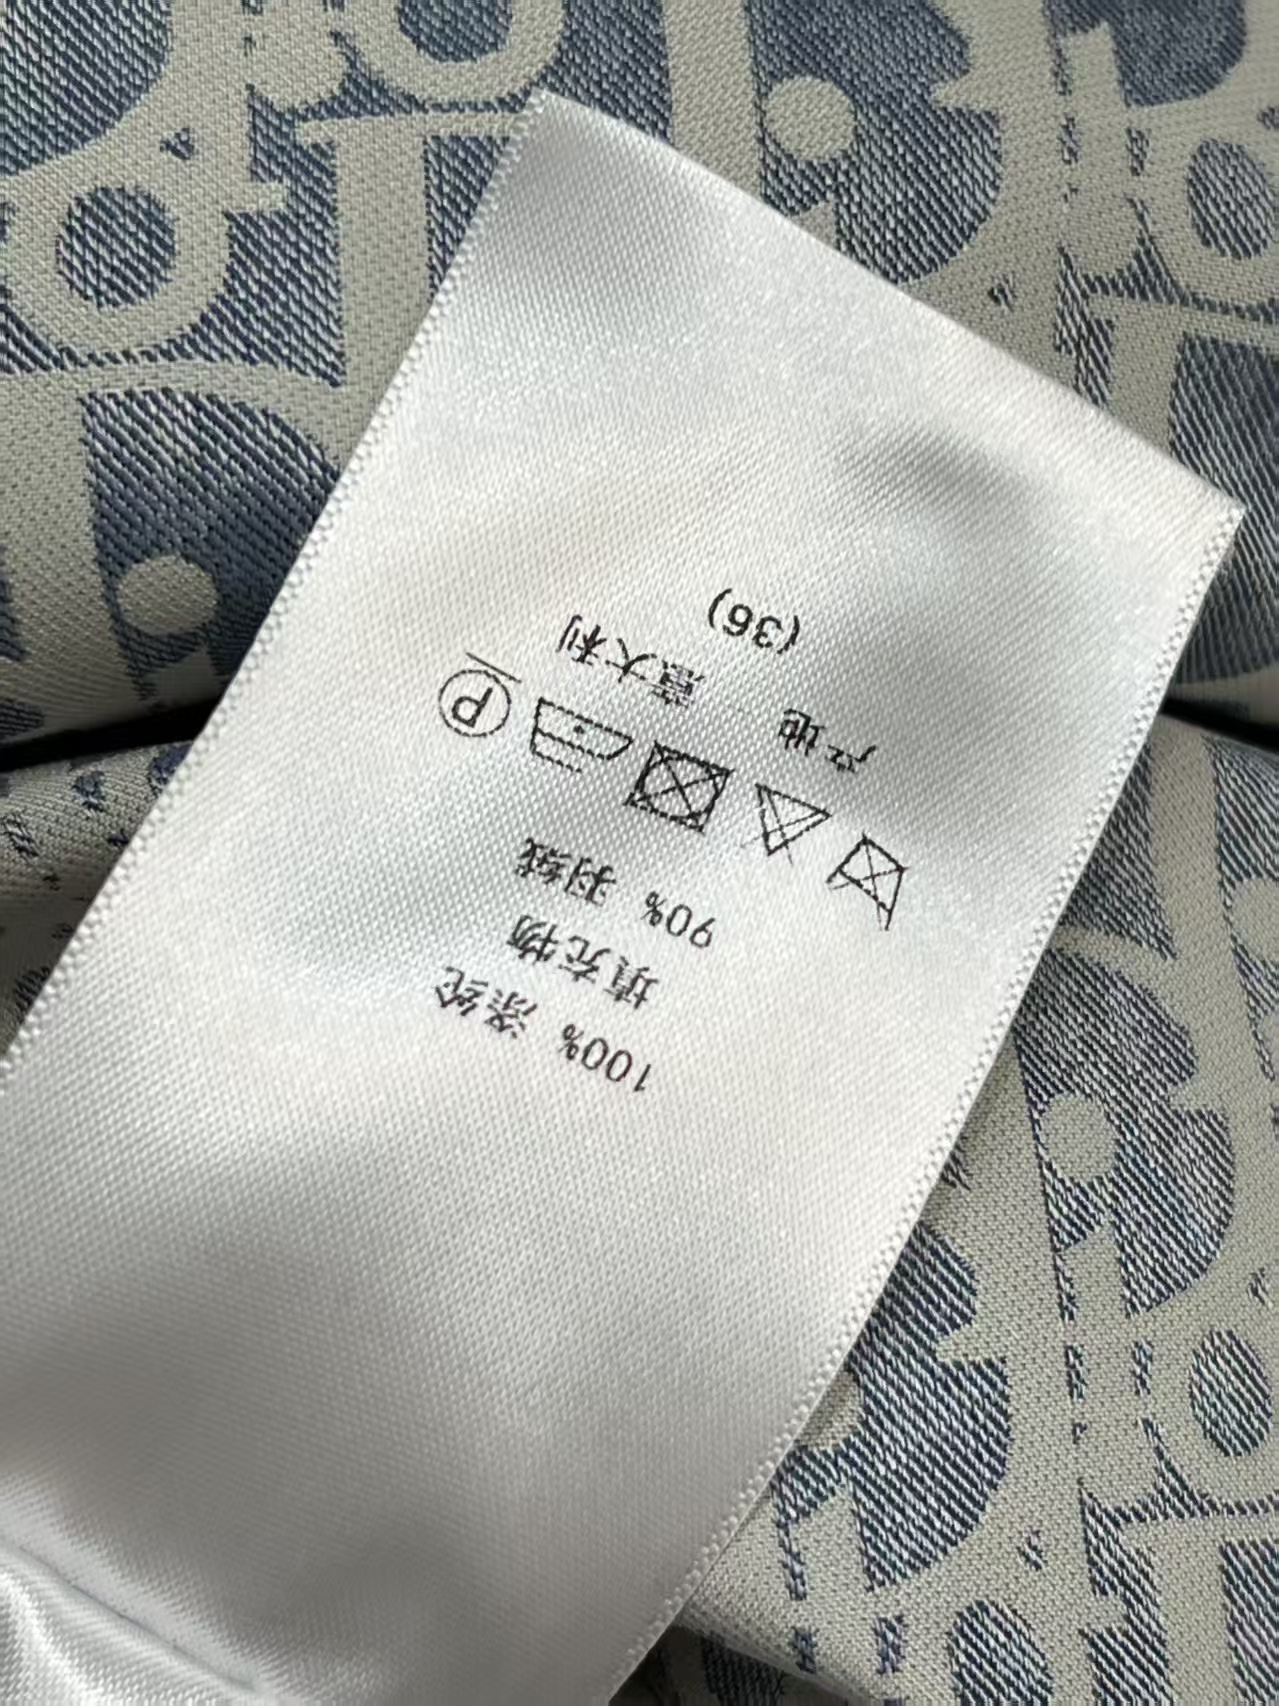 100% 涤纶
填充物
90% 羽绒
P
产地 意大利
(36)